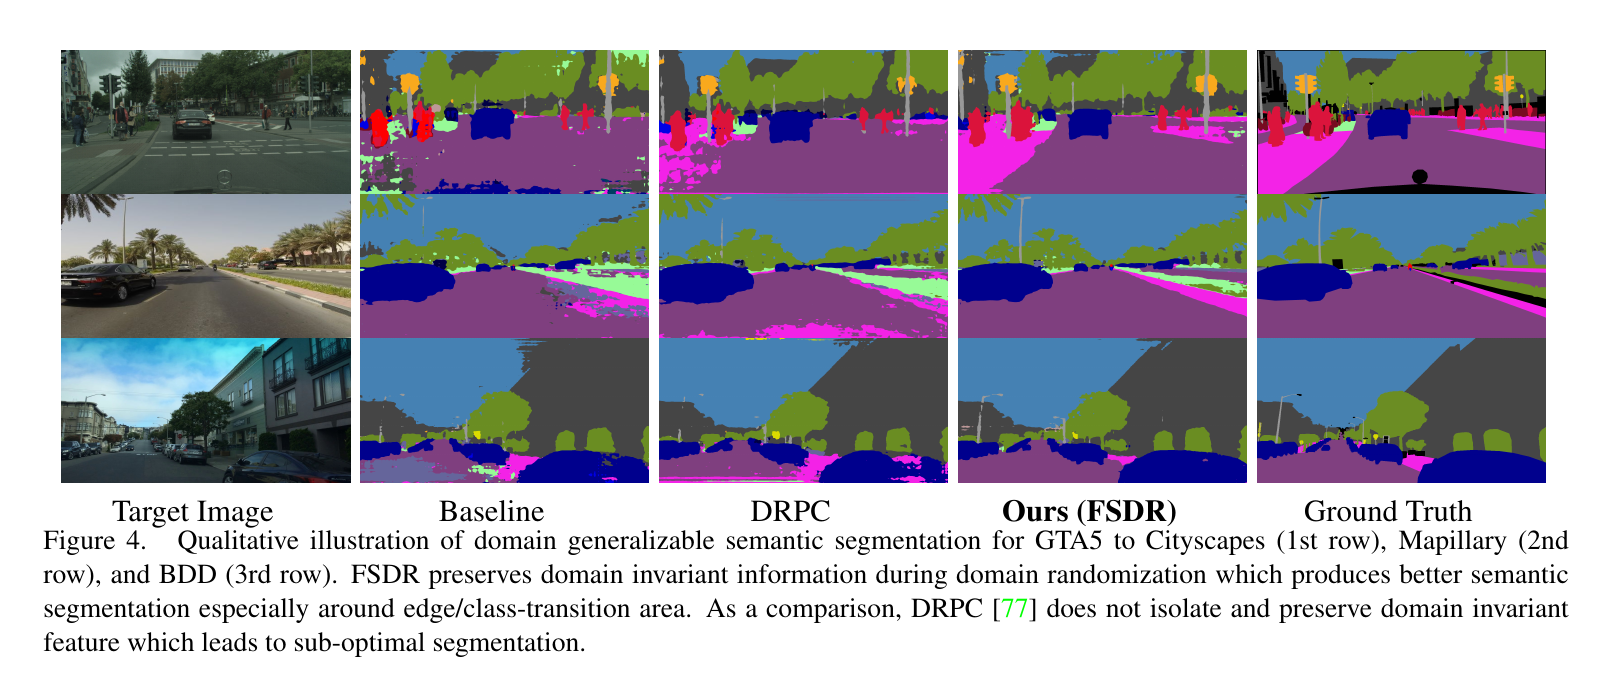 Target Image Baseline DRPC Ours (FSDR) Ground Truth
Figure 4. Qualitative illustration of domain generalizable semantic segmentation for GTA5 to Cityscapes (1st row), Mapillary (2nd
row), and BDD (3rd row). FSDR preserves domain invariant information during domain randomization which produces better semantic
segmentation especially around edge/class-transition area. As a comparison, DRPC [77] does not isolate and preserve domain invariant
feature which leads to sub-optimal segmentation.